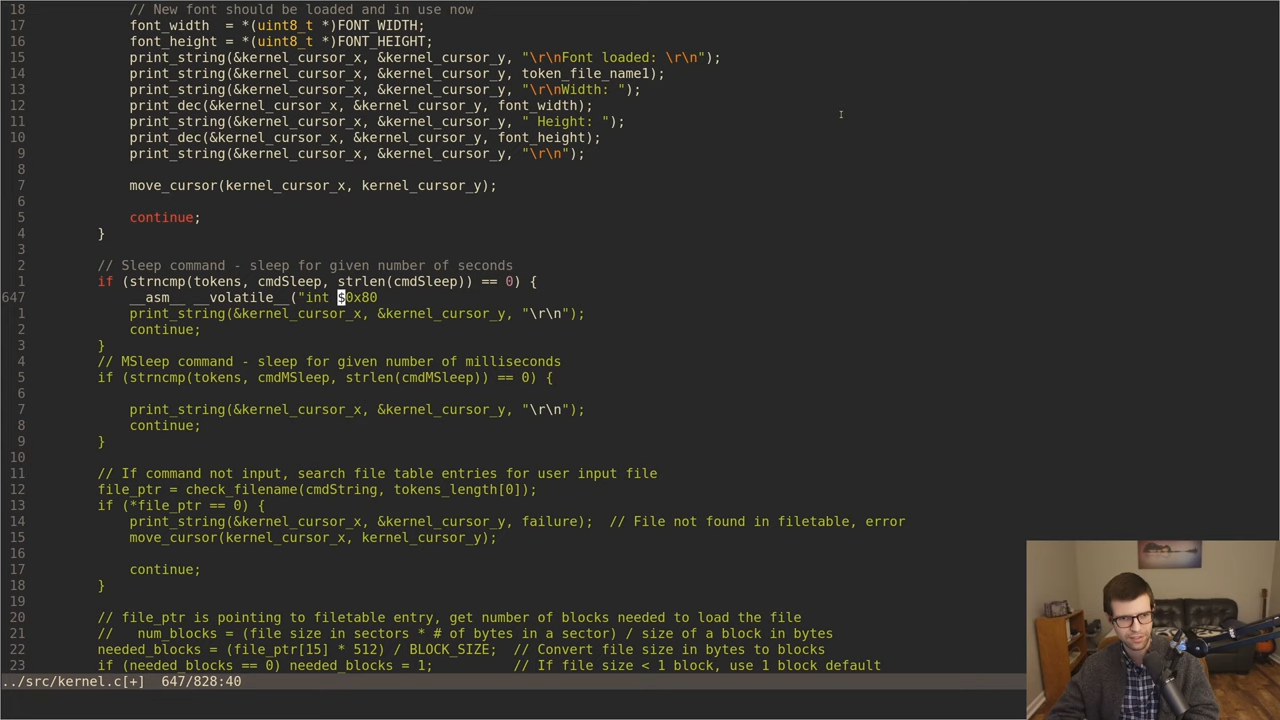 18            // New font should be loaded and in use now
17            font_width  = *(uint8_t *)FONT_WIDTH;
16            font_height = *(uint8_t *)FONT_HEIGHT;
15            print_string(&kernel_cursor_x, &kernel_cursor_y, "\r\nFont loaded: \r\n");
14            print_string(&kernel_cursor_x, &kernel_cursor_y, token_file_name1);
13            print_string(&kernel_cursor_x, &kernel_cursor_y, "\r\nWidth: ");
12            print_dec(&kernel_cursor_x, &kernel_cursor_y, font_width);
11            print_string(&kernel_cursor_x, &kernel_cursor_y, " Height: ");
10            print_dec(&kernel_cursor_x, &kernel_cursor_y, font_height);
9            print_string(&kernel_cursor_x, &kernel_cursor_y, "\r\n");
8
7            move_cursor(kernel_cursor_x, kernel_cursor_y);
6
5            continue;
4        }
3
2        // Sleep command - sleep for given number of seconds
1        if (strncmp(tokens, cmdSleep, strlen(cmdSleep)) == 0) {
647            __asm__ __volatile__("int $0x80
1            print_string(&kernel_cursor_x, &kernel_cursor_y, "\r\n");
2            continue;
3        }
4        // MSleep command - sleep for given number of milliseconds
5        if (strncmp(tokens, cmdMSleep, strlen(cmdMSleep)) == 0) {
6
7            print_string(&kernel_cursor_x, &kernel_cursor_y, "\r\n");
8            continue;
9        }
10
11        // If command not input, search file table entries for user input file
12        file_ptr = check_filename(cmdString, tokens_length[0]);
13        if (*file_ptr == 0) {
14            print_string(&kernel_cursor_x, &kernel_cursor_y, failure);  // File not found in filetable, error
15            move_cursor(kernel_cursor_x, kernel_cursor_y);
16
17            continue;
18        }
19
20        // file_ptr is pointing to filetable entry, get number of blocks needed to load the file
21        //   num_blocks = (file size in sectors * # of bytes in a sector) / size of a block in bytes
22        needed_blocks = (file_ptr[15] * 512) / BLOCK_SIZE;  // Convert file size in bytes to blocks
23        if (needed_blocks == 0) needed_blocks = 1;          // If file size < 1 block, use 1 block default
../src/kernel.c[+]  647/828:40